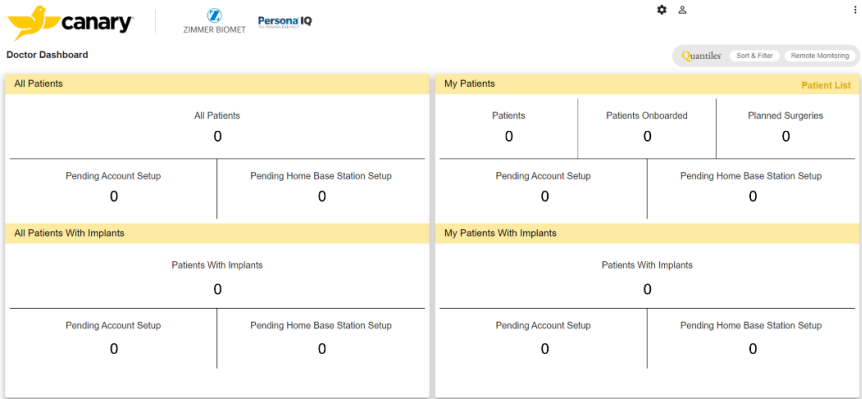 canary
ZIMMER BIOMET
Persona IQ
Doctor Dashboard
Quantiles
Sort & Filter
Remote Monitoring
All Patients
All Patients
0
Pending Account Setup
Pending Home Base Station Setup
0
0
My Patients
Patient List
Patients
Patients Onboarded
Planned Surgeries
0
0
0
Pending Account Setup
Pending Home Base Station Setup
0
0
All Patients With Implants
Patients With Implants
0
Pending Account Setup
Pending Home Base Station Setup
0
0
My Patients With Implants
Patients With Implants
0
Pending Account Setup
Pending Home Base Station Setup
0
0